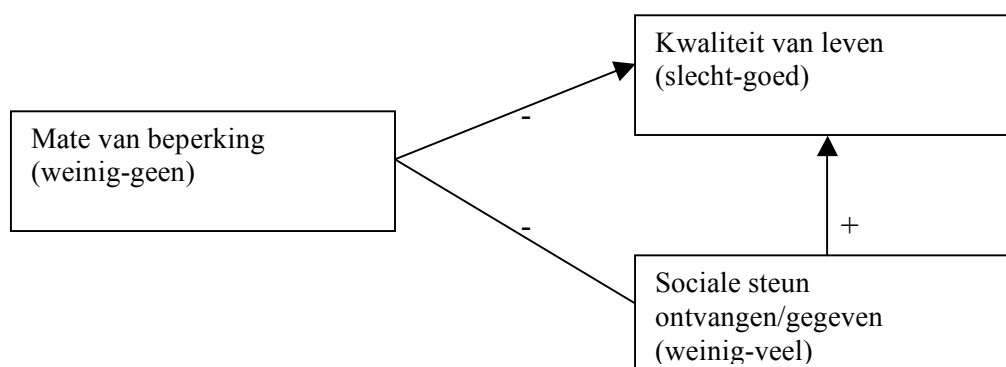 Kwaliteit van leven
(slecht-goed)
-
Mate van beperking
(weinig-geen)
-
+
Sociale steun
ontvangen/gegeven
(weinig-veel)